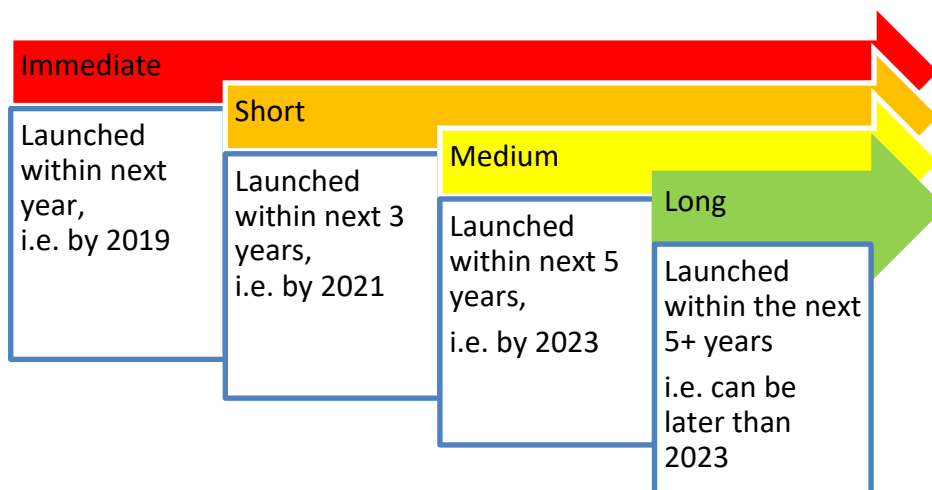 Immediate
Launched
within next
year,
i.e. by 2019
Short
Launched
within next 3
years,
i.e. by 2021
Medium
Launched
within next 5
years,
i.e. by 2023
Long
Launched
within the next
5+ years
i.e. can be
later than
2023